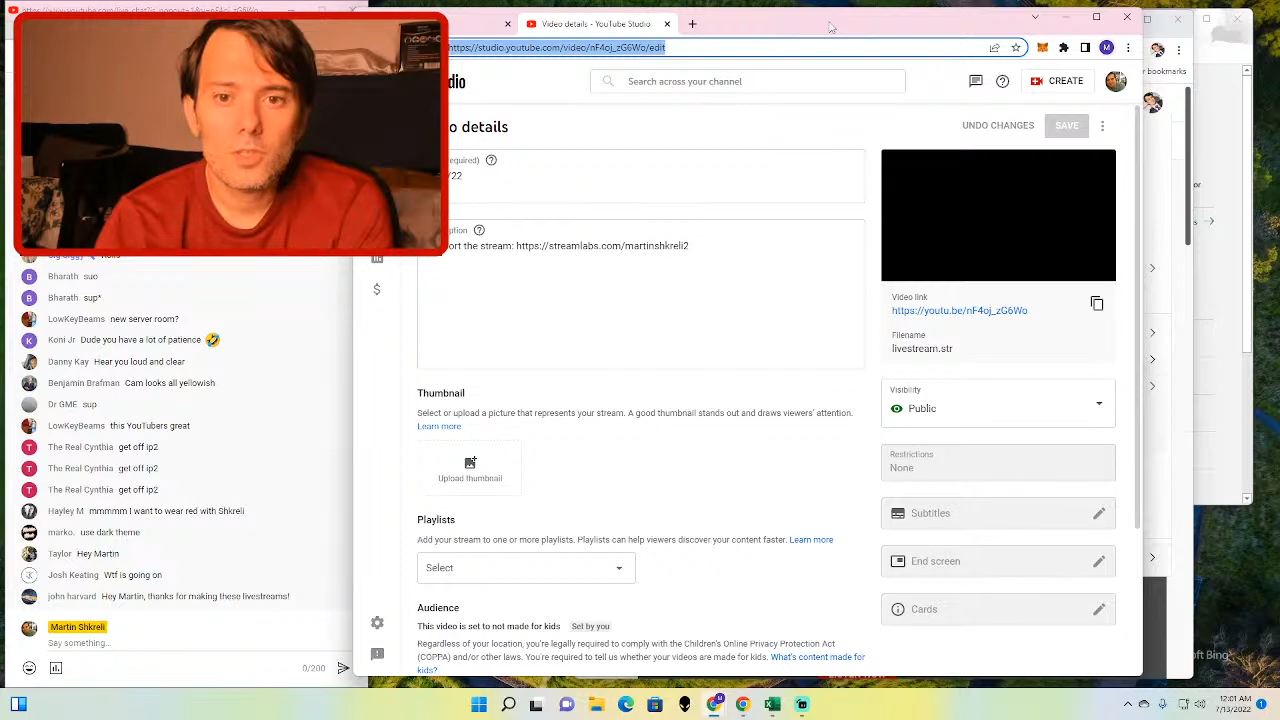 Video details - YouTube Studio
https://studio.youtube.com/video/nF4oj_zG6Wo/edit
M
r bookmarks
dio
Search across your channel
CREATE
o details
UNDO CHANGES
SAVE
equired)
/22
ption
ort the stream: https://streamlabs.com/martinshkreli2
Video link
https://youtu.be/nF4oj_zG6Wo
Filename
livestream.str
Visibility
Public
Restrictions
None
Subtitles
End screen
Cards
Thumbnail
Select or upload a picture that represents your stream. A good thumbnail stands out and draws viewers' attention.
Learn more
Upload thumbnail
Playlists
Add your stream to one or more playlists. Playlists can help viewers discover your content faster. Learn more
Select
Audience
This video is set to not made for kids Set by you
Regardless of your location, you're legally required to comply with the Children's Online Privacy Protection Act
(COPPA) and/or other laws. You're required to tell us whether your videos are made for kids. What's content made for
kids?
B Bharath suo
B Bharath sup*
LowKeyBeams new server room?
K Koni Jr Dude you have a lot of patience 🤣
Danny Kay Hear you loud and clear
Benjamin Brafman Cam looks all yellowish
Dr GME sup
LowKeyBeams this YouTubers great
T The Real Cynthia get off ip2
T The Real Cynthia get off ip2
T The Real Cynthia get off ip2
Hayley M mmmmm I want to wear red with Shkreli
marko. use dark theme
Taylor Hey Martin
Josh Keating Wtf is going on
john harvard Hey Martin, thanks for making these livestreams!
Martin Shkreli
Say something...
0/200
oft Bing
12:01 AM
7/13/2022